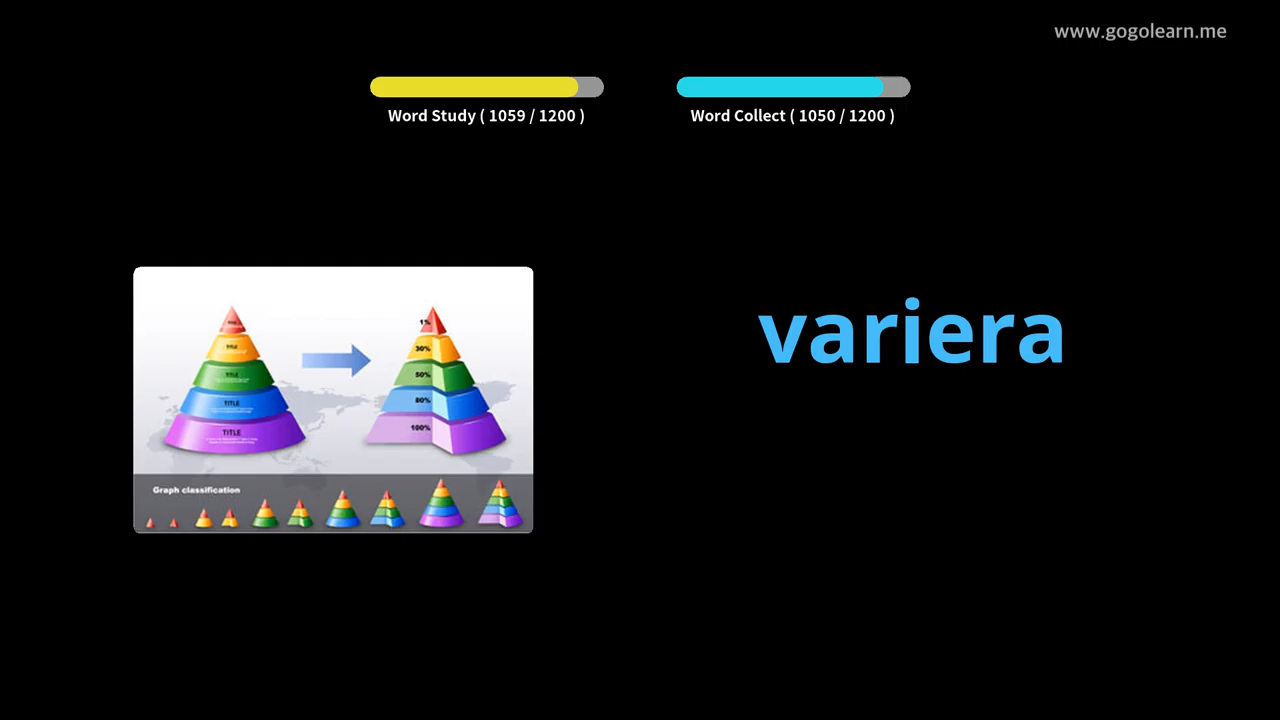 www.gogolearn.me
Word Study ( 1059 / 1200 )
Word Collect ( 1050 / 1200 )
variera
TITLE
TITLE
TITLE
TITLE
1%
30%
50%
80%
100%
Graph classification